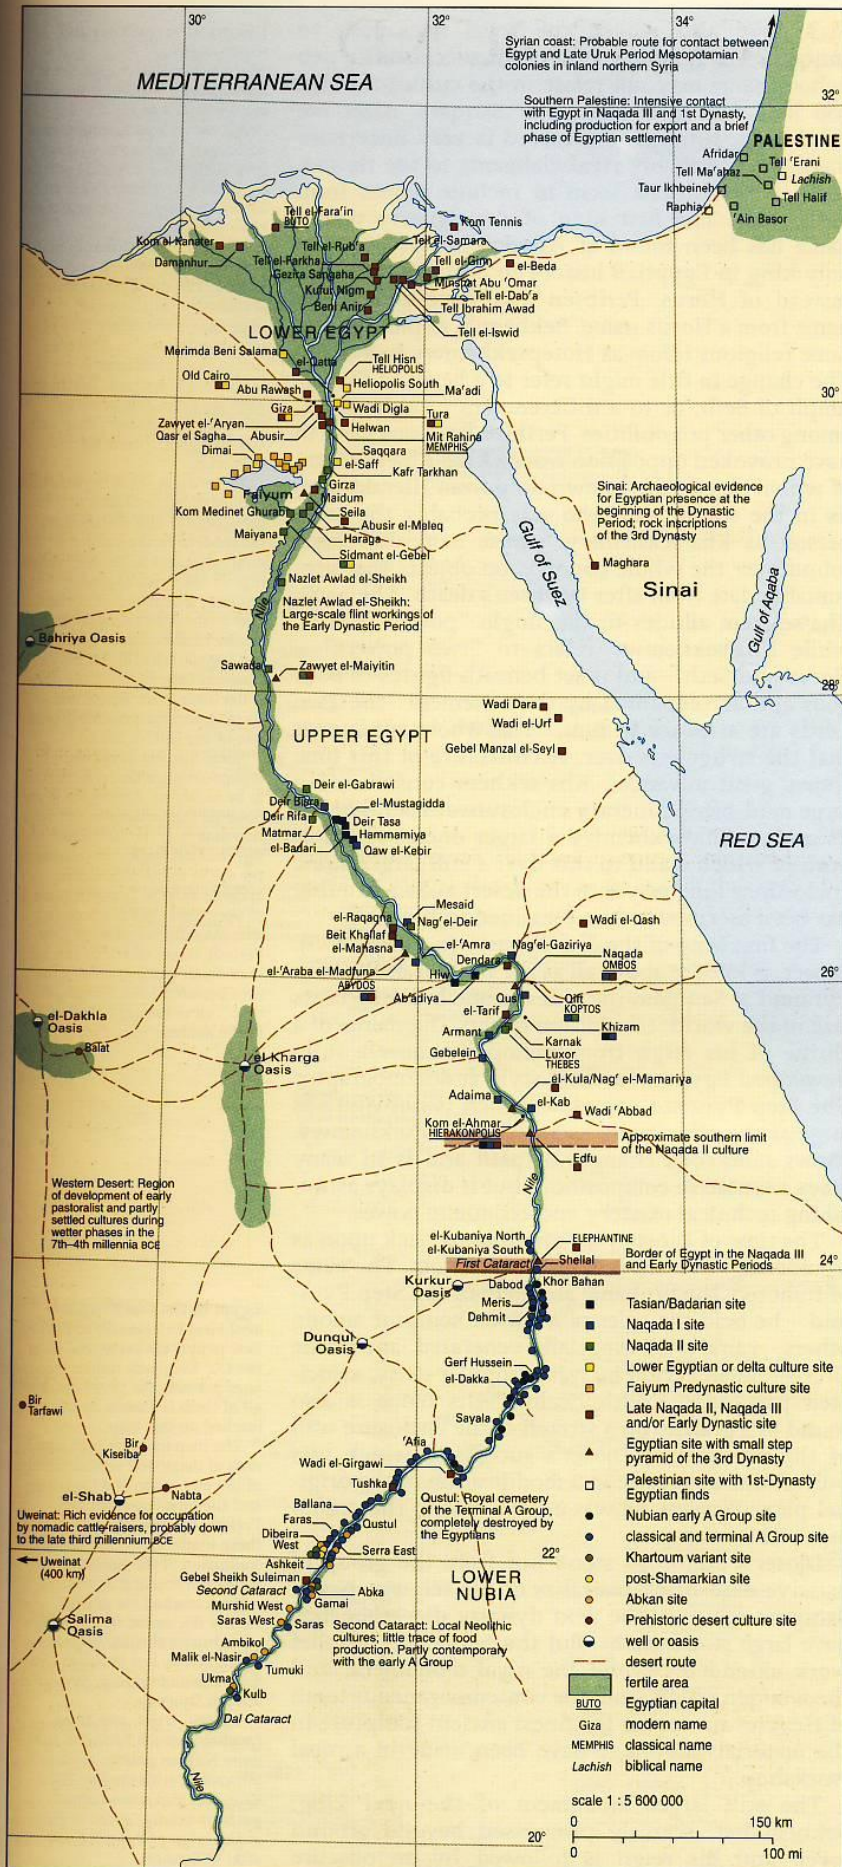 30°
32°
34°
Syrian coast: Probable route for contact between
Egypt and Late Uruk Period Mesopotamian
colonies in inland northern Syria
MEDITERRANEAN SEA
32°
Southern Palestine: Intensive contact
with Egypt in Naqada III and 1st Dynasty,
including production for export and a brief
phase of Egyptian settlement
PALESTINE
Afridar
Tell ʿErani
Tell Maʿahaz
Lachish
Taur Ikhbeineh
Tell Halif
Raphia
ʿAin Basor
Tell el-Faraʿin
BUTO
Kom Tennis
Kom el-Kanater
Tell el-Rubʿa
Tell el-Samara
Damanhur
Tell el-Farkha
Tell el-Ginn
el-Beda
Gezira Sangaha
Minshat Abu ʿOmar
Kufur Nigm
Tell el-Dabʿa
Beni Amir
Tell Ibrahim Awad
LOWER EGYPT
Tell el-Iswid
Merimda Beni Salama
el-Qatta
Tell Hisn
HELIOPOLIS
Old Cairo
Heliopolis South
Abu Rawash
Maʿadi
30°
Giza
Wadi Digla
Tura
Zawyet el-ʿAryan
Helwan
Qasr el Sagha
Abusir
Mit Rahina
MEMPHIS
Dimai
Saqqara
el-Saff
Kafr Tarkhan
Faiyum
Girza
Maidum
Kom Medinet Ghurab
Seila
Abusir el-Meleq
Maiyana
Haraga
Sidmant el-Gebel
Sinai: Archaeological evidence
for Egyptian presence at the
beginning of the Dynastic
Period; rock inscriptions
of the 3rd Dynasty
Gulf of Suez
Maghara
Sinai
Gulf of Aqaba
Nazlet Awlad el-Sheikh
Nile
Nazlet Awlad el-Sheikh:
Large-scale flint workings of
the Early Dynastic Period
Bahriya Oasis
Sawada
Zawyet el-Maiyitin
28°
Wadi Dara
Wadi el-Urf
UPPER EGYPT
Gebel Manzal el-Seyl
Deir el-Gabrawi
Deir Bisra
el-Mustagidda
Deir Rifa
Deir Tasa
Matmar
Hammamiya
el-Badari
Qaw el-Kebir
RED SEA
Mesaid
el-Raqaqna
Nagʿ el-Deir
Wadi el-Qash
Beit Khallaf
el-Mahasna
el-ʿAmra
Nagʿ el-Gaziriya
Dendara
Naqada
OMBOS
el-ʿAraba el-Madfuna
ABYDOS
Hiw
26°
Abʿadiya
Qus
Qift
KOPTOS
el-Dakhla
Oasis
el-Tarif
Khizam
Balat
Armant
Karnak
el-Kharga
Oasis
Gebelein
Luxor
THEBES
el-Kula/Nagʿ el-Mamariya
Adaima
el-Kab
Kom el-Ahmar
HIERAKONPOLIS
Wadi ʿAbbad
Approximate southern limit
of the Naqada II culture
Edfu
Western Desert: Region
of development of early
pastoralist and partly
settled cultures during
wetter phases in the
7th–4th millennia BCE
Nile
el-Kubaniya North
ELEPHANTINE
el-Kubaniya South
First Cataract
Shellal
Border of Egypt in the Naqada III
and Early Dynastic Periods
24°
Kurkur
Oasis
Dabod
Khor Bahan
Meris
Dehmit
Dunqul
Oasis
Gerf Hussein
el-Dakka
Bir
Tarfawi
Sayala
ʿAfia
Bir
Kiseiba
Wadi el-Girgawi
el-Shab
Nabta
Tushka
Uweinat: Rich evidence for occupation
by nomadic cattle-raisers, probably down
to the late third millennium BCE
Ballana
Qustul: Royal cemetery
of the Terminal A Group,
completely destroyed by
the Egyptians
Faras
Qustul
Dibeira
West
Serra East
22°
Uweinat
(400 km)
Ashkeit
Gebel Sheikh Suleiman
LOWER
NUBIA
Second Cataract
Abka
Gamai
Salima
Oasis
Murshid West
Saras West
Saras
Second Cataract: Local Neolithic
cultures; little trace of food
production. Partly contemporary
with the early A Group
Ambikol
Malik el-Nasir
Tumuki
Ukma
Kulb
Dal Cataract
Nile
20°
Tasian/Badarian site
Naqada I site
Naqada II site
Lower Egyptian or delta culture site
Faiyum Predynastic culture site
Late Naqada II, Naqada III
and/or Early Dynastic site
Egyptian site with small step
pyramid of the 3rd Dynasty
Palestinian site with 1st-Dynasty
Egyptian finds
Nubian early A Group site
classical and terminal A Group site
Khartoum variant site
post-Shamarkian site
Abkan site
Prehistoric desert culture site
well or oasis
desert route
fertile area
BUTO Egyptian capital
Giza modern name
MEMPHIS classical name
Lachish biblical name
scale 1 : 5 600 000
0 150 km
0 100 mi